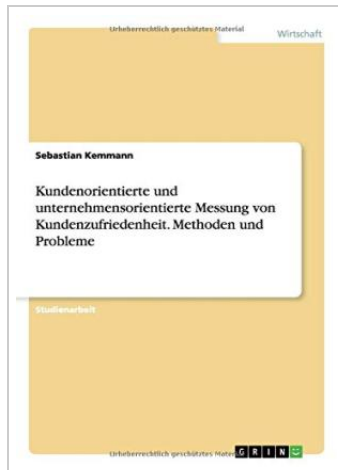 Urheberrechtlich geschütztes Material
Wirtschaft
Sebastian Kemmann
Kundenorientierte und
unternehmensorientierte Messung von
Kundenzufriedenheit. Methoden und
Probleme
Studienarbeit
Urheberrechtlich geschütztes Mater
GRIN